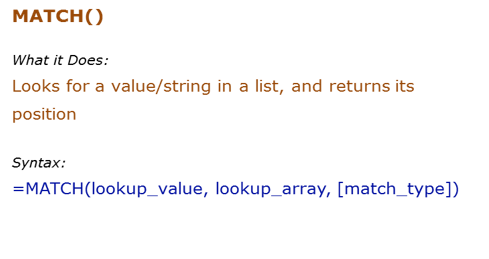 MATCH()
What it Does:
Looks for a value/string in a list, and returns its
position
Syntax:
=MATCH(lookup_value, lookup_array, [match_type])